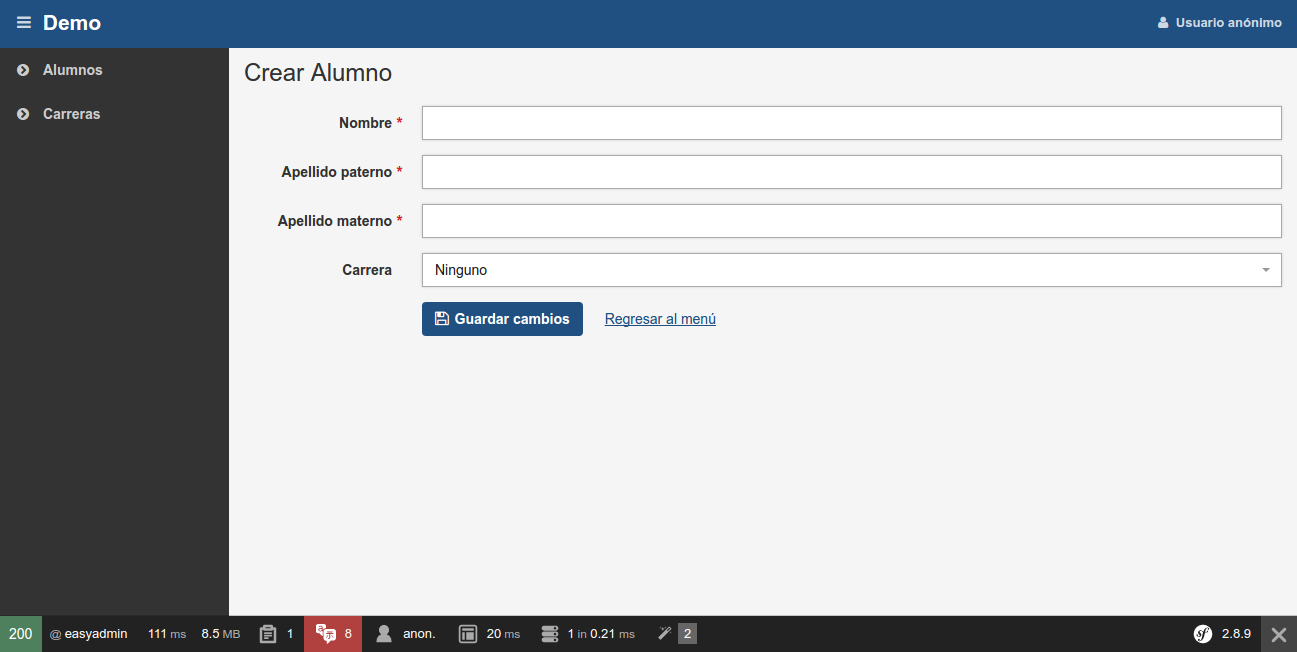 Demo
Usuario anónimo
Alumnos
Carreras
Crear Alumno
Nombre *
Apellido paterno *
Apellido materno *
Carrera
Ninguno
Guardar cambios
Regresar al menú
200 @ easyadmin 111 ms 8.5 MB 1 8 anon. 20 ms 1 in 0.21 ms 2 sf 2.8.9